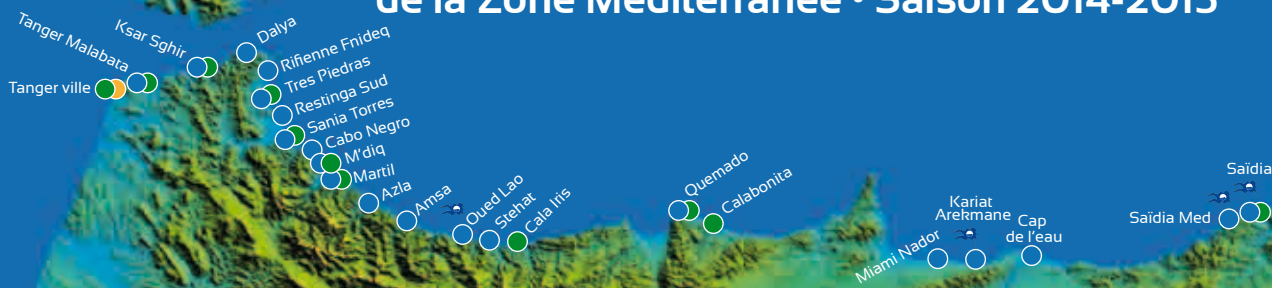 de la Zone Méditerranée • Saison 2014-2015
Tanger Malabata
Ksar Sghir
Dalya
Tanger ville
Rifienne Fnideq
Tres Piedras
Restinga Sud
Sania Torres
Cabo Negro
M'diq
Martil
Azla
Amsa
Oued Lao
Stehat
Cala Iris
Quemado
Calabonita
Miami Nador
Kariat
Arekmane
Cap
de l'eau
Saïdia Med
Saïdia